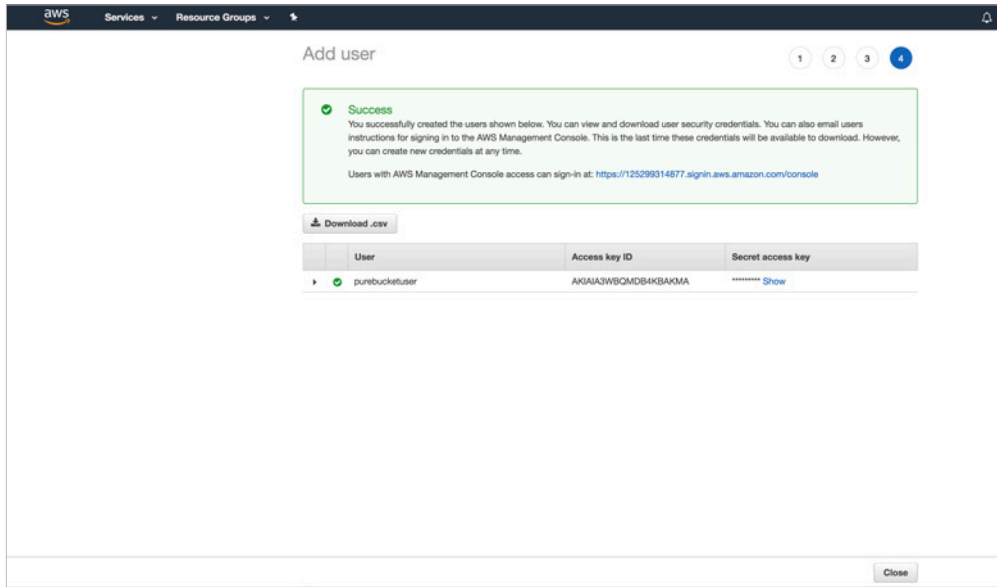 aws Services Resource Groups
Add user
1 2 3 4
Success
You successfully created the users shown below. You can view and download user security credentials. You can also email users
instructions for signing in to the AWS Management Console. This is the last time these credentials will be available to download. However,
you can create new credentials at any time.
Users with AWS Management Console access can sign-in at: https://125299314877.signin.aws.amazon.com/console
Download .csv
User Access key ID Secret access key
purebucketuser AKIAIA3WBQMDB4KBAKMA ********* Show
Close